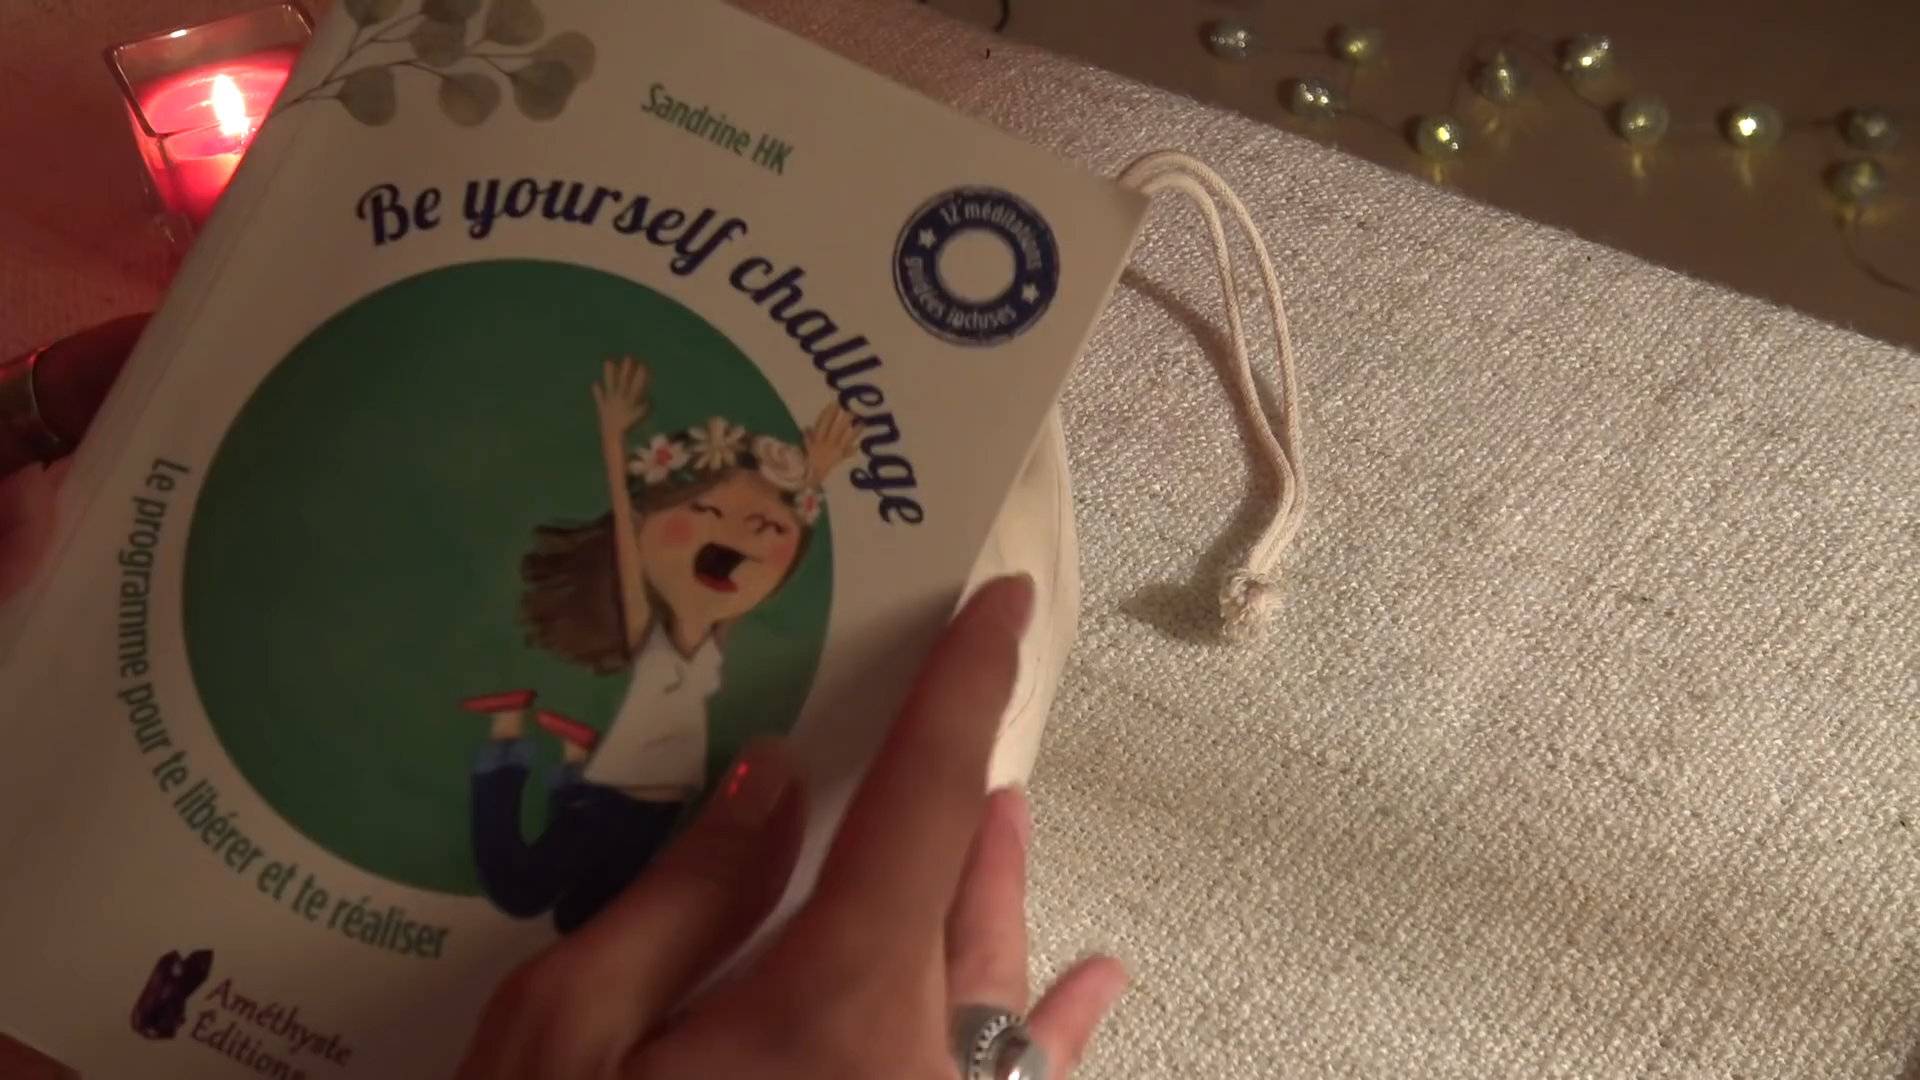 Sandrine HK
Be yourself challenge
12 méditations
guidées incluses
Le programme pour te libérer et te réaliser
Améthyste
Éditions